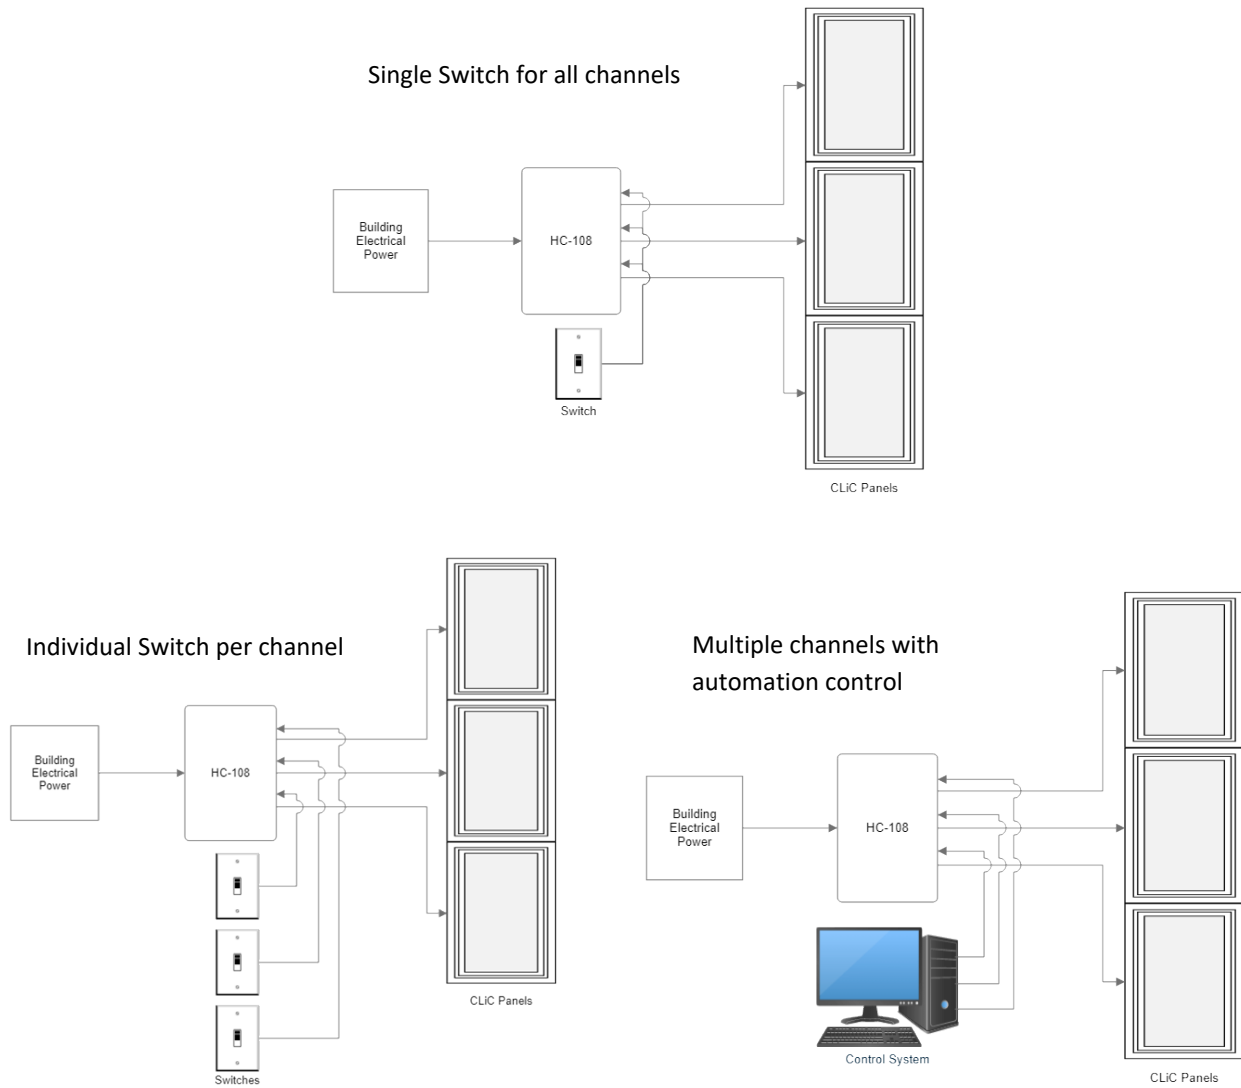 Single Switch for all channels
Building
Electrical
Power
HC-108
Switch
CLiC Panels
Individual Switch per channel
Building
Electrical
Power
HC-108
Switches
CLiC Panels
Multiple channels with
automation control
Building
Electrical
Power
HC-108
Control System
CLiC Panels